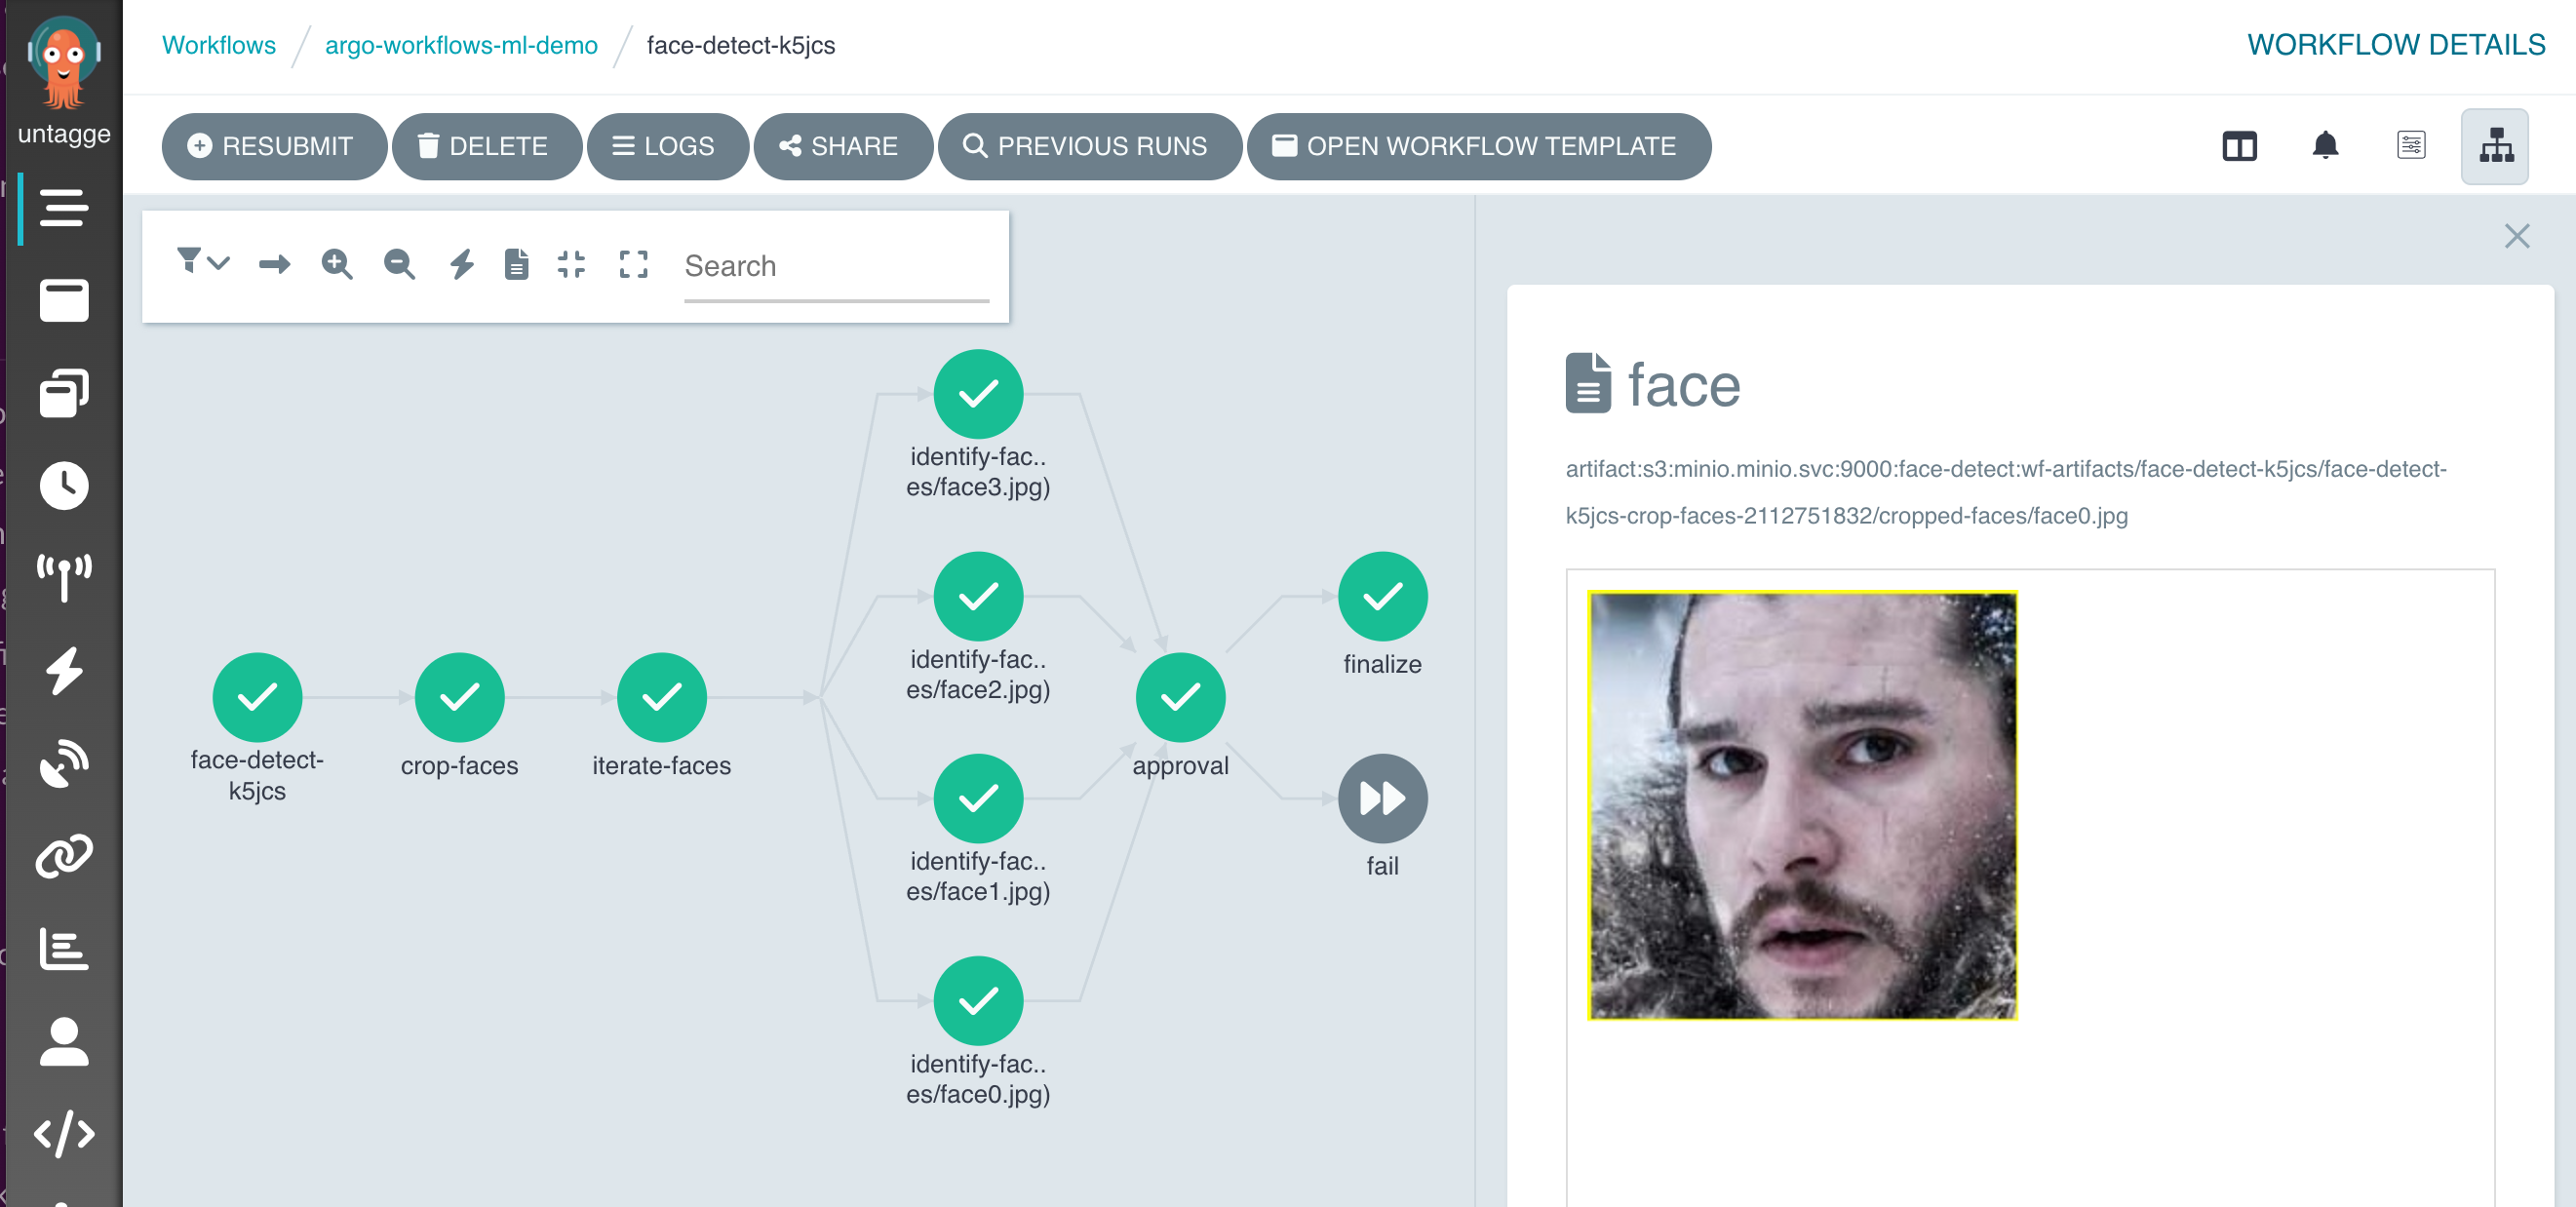 untagge
Workflows
argo-workflows-ml-demo
face-detect-k5jcs
WORKFLOW DETAILS
RESUBMIT
DELETE
LOGS
SHARE
PREVIOUS RUNS
OPEN WORKFLOW TEMPLATE
Search
identify-fac..
es/face3.jpg)
identify-fac..
es/face2.jpg)
finalize
face-detect-
k5jcs
crop-faces
iterate-faces
approval
identify-fac..
es/face1.jpg)
fail
identify-fac..
es/face0.jpg)
face
artifact:s3:minio.minio.svc:9000:face-detect:wf-artifacts/face-detect-k5jcs/face-detect-
k5jcs-crop-faces-2112751832/cropped-faces/face0.jpg